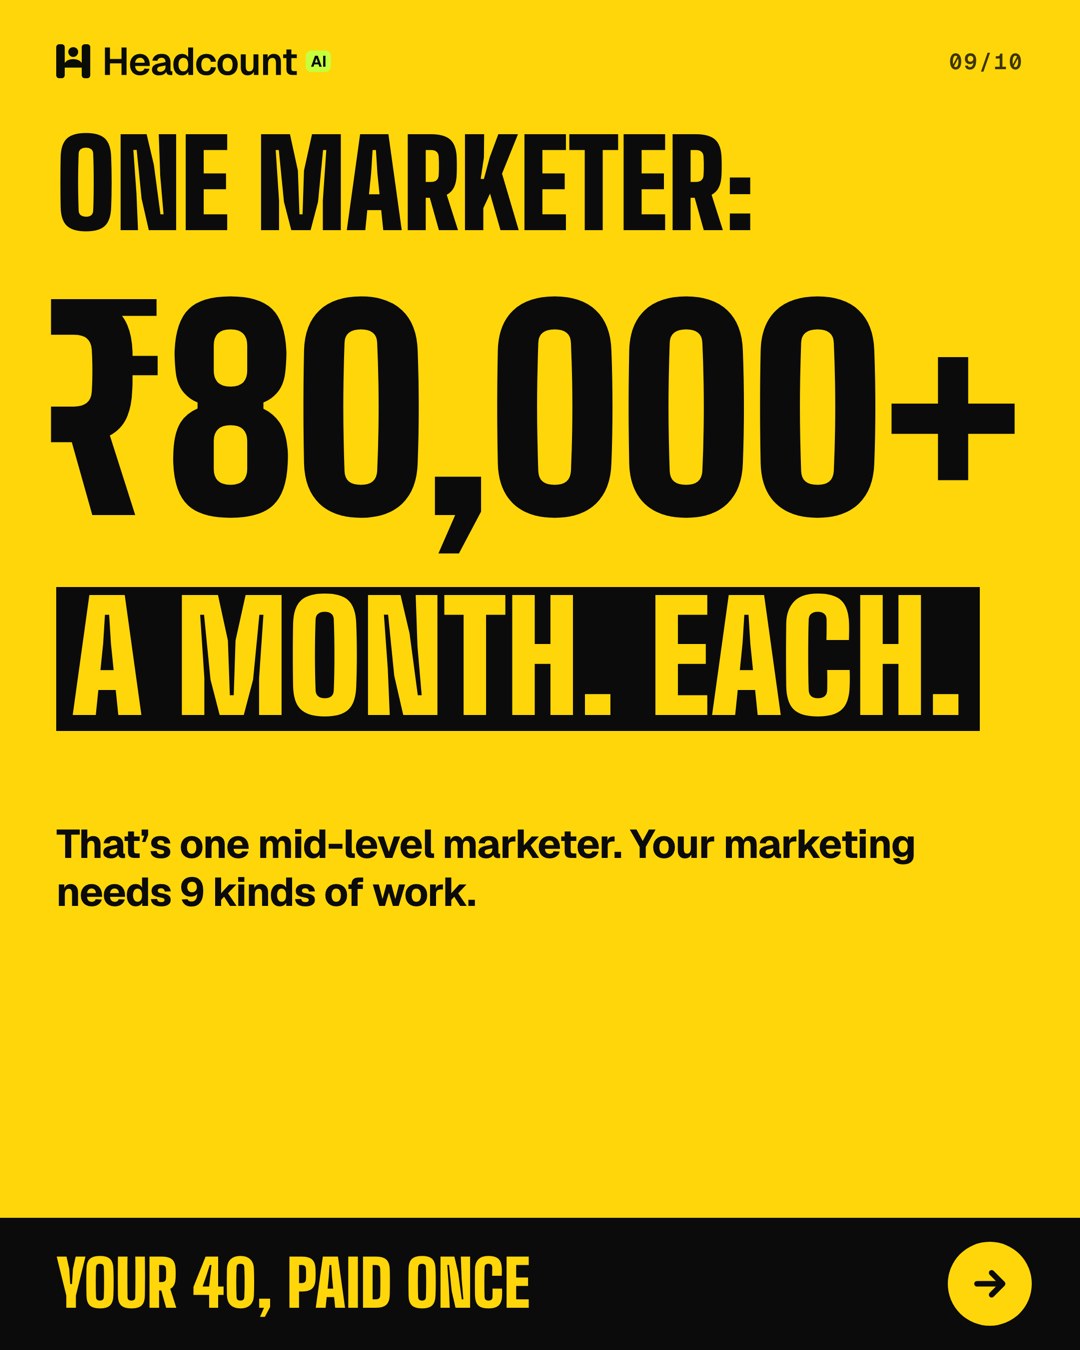 Headcount AI
09/10
ONE MARKETER:
₹80,000+
A MONTH. EACH.
That’s one mid-level marketer. Your marketing
needs 9 kinds of work.
YOUR 40, PAID ONCE